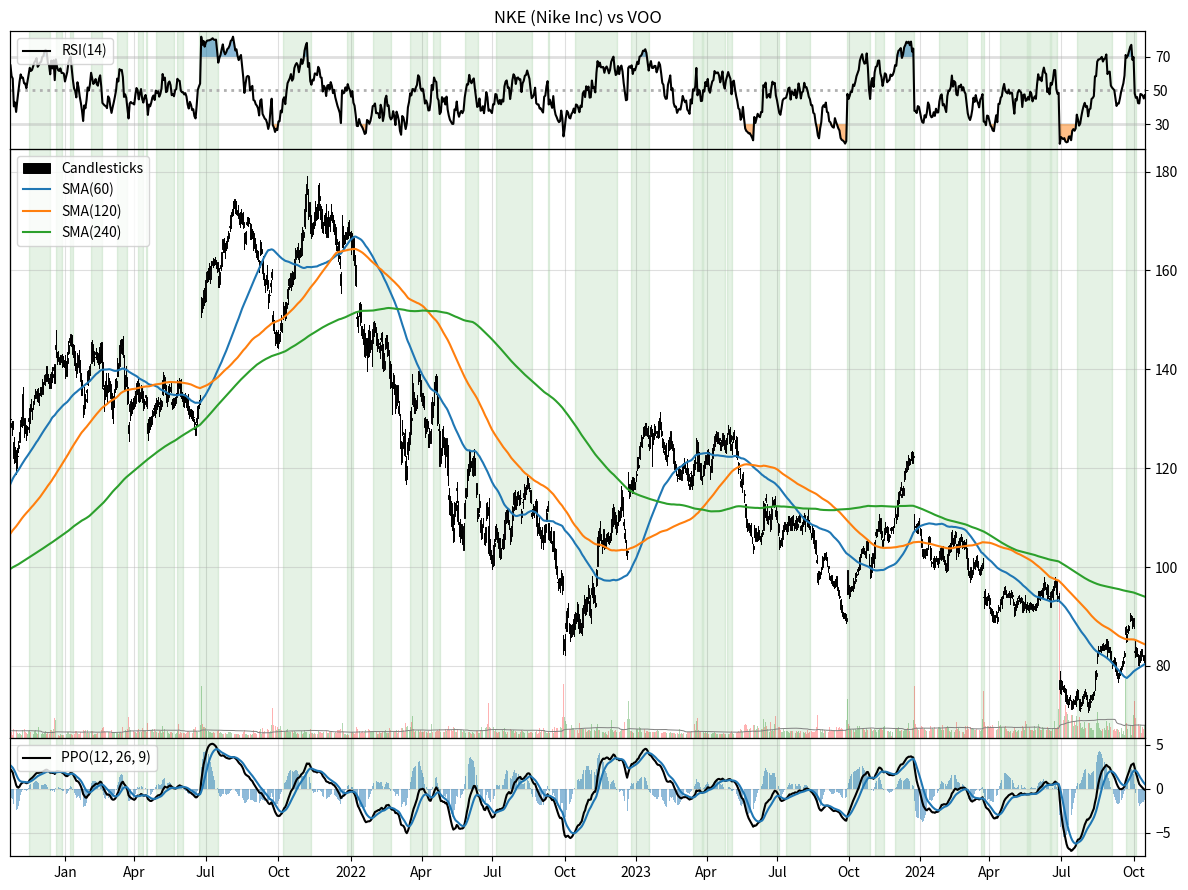 NKE (Nike Inc) vs VOO
RSI(14)
70
50
30
Candlesticks
SMA(60)
SMA(120)
SMA(240)
180
160
140
120
100
80
PPO(12, 26, 9)
5
0
−5
Jan Apr Jul Oct 2022 Apr Jul Oct 2023 Apr Jul Oct 2024 Apr Jul Oct